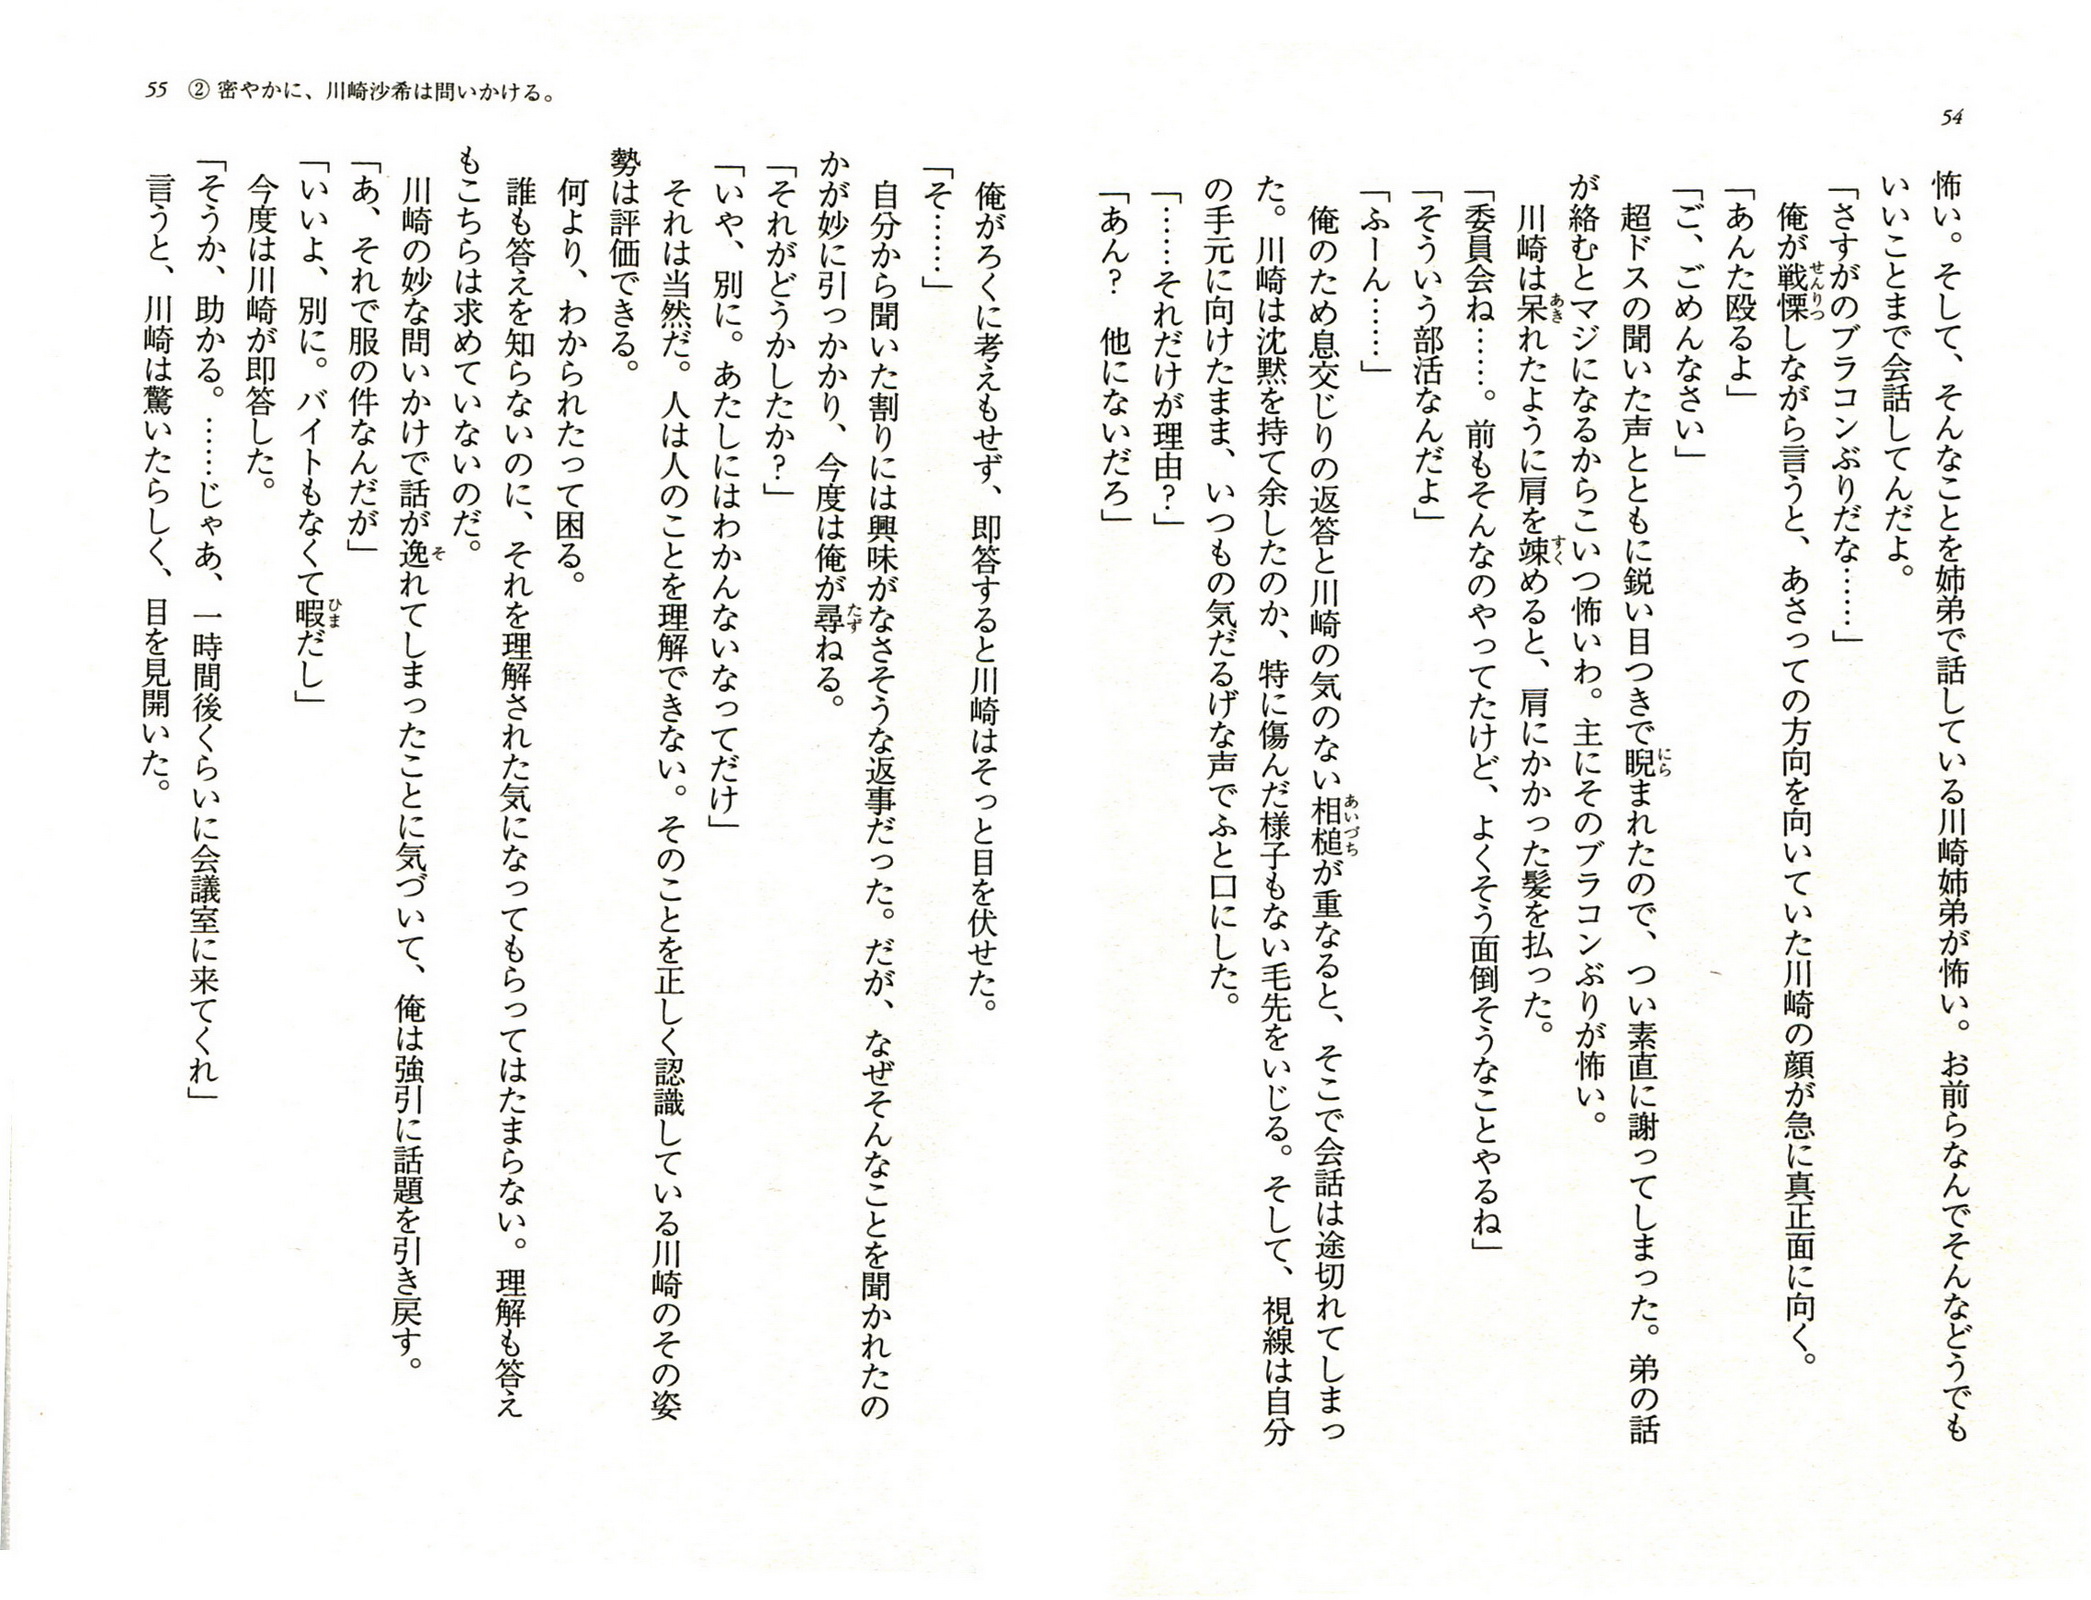 54
怖い。そして、そんなことを姉弟で話している川崎姉弟が怖い。お前らなんでそんなどうでも
いいことまで会話してんだよ。
「さすがのブラコンぶりだな……」
俺が戦慄しながら言うと、あさっての方向を向いていた川崎の顔が急に真正面に向く。
「あんた殴るよ」
「ご、ごめんなさい」
超ドスの聞いた声とともに鋭い目つきで睨まれたので、つい素直に謝ってしまった。弟の話
が絡むとマジになるからこいつ怖いわ。主にそのブラコンぶりが怖い。
川崎は呆れたように肩を竦めると、肩にかかった髪を払った。
「委員会ね……。前もそんなのやってたけど、よくそう面倒そうなことやるね」
「そういう部活なんだよ」
「ふーん……」
俺のため息交じりの返答と川崎の気のない相槌が重なると、そこで会話は途切れてしまっ
た。川崎は沈黙を持て余したのか、特に傷んだ様子もない毛先をいじる。そして、視線は自分
の手元に向けたまま、いつもの気だるげな声でふと口にした。
「……それだけが理由？」
「あん？　他にないだろ」
55 ② 密やかに、川崎沙希は問いかける。
俺がろくに考えもせず、即答すると川崎はそっと目を伏せた。
「そ……」
自分から聞いた割りには興味がなさそうな返事だった。だが、なぜそんなことを聞かれたの
かが妙に引っかかり、今度は俺が尋ねる。
「それがどうかしたか？」
「いや、別に。あたしにはわかんないなってだけ」
それは当然だ。人は人のことを理解できない。そのことを正しく認識している川崎のその姿
勢は評価できる。
何より、わかられたって困る。
誰も答えを知らないのに、それを理解された気になってもらってはたまらない。理解も答え
もこちらは求めていないのだ。
川崎の妙な問いかけで話が逸れてしまったことに気づいて、俺は強引に話題を引き戻す。
「あ、それで服の件なんだが」
「いいよ、別に。バイトもなくて暇だし」
今度は川崎が即答した。
「そうか、助かる。……じゃあ、一時間後くらいに会議室に来てくれ」
言うと、川崎は驚いたらしく、目を見開いた。